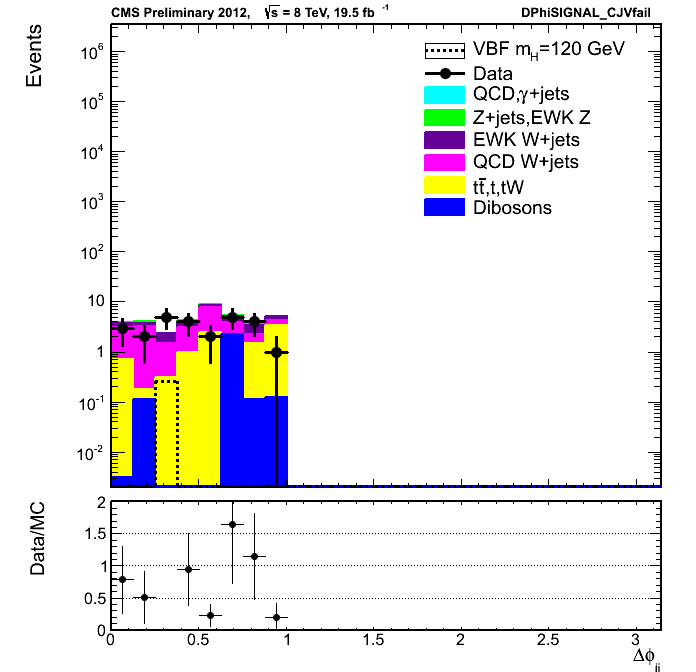 CMS Preliminary 2012, √s = 8 TeV, 19.5 fb⁻¹ DPhiSIGNAL_CJVfail
Events
10⁶
10⁵
10⁴
10³
10²
10
1
10⁻¹
10⁻²
VBF m_H=120 GeV
Data
QCD,γ+jets
Z+jets,EWK Z
EWK W+jets
QCD W+jets
tt̄,t,tW
Dibosons
Data/MC
2
1.5
1
0.5
0
0 0.5 1 1.5 2 2.5 3
Δϕ_jj